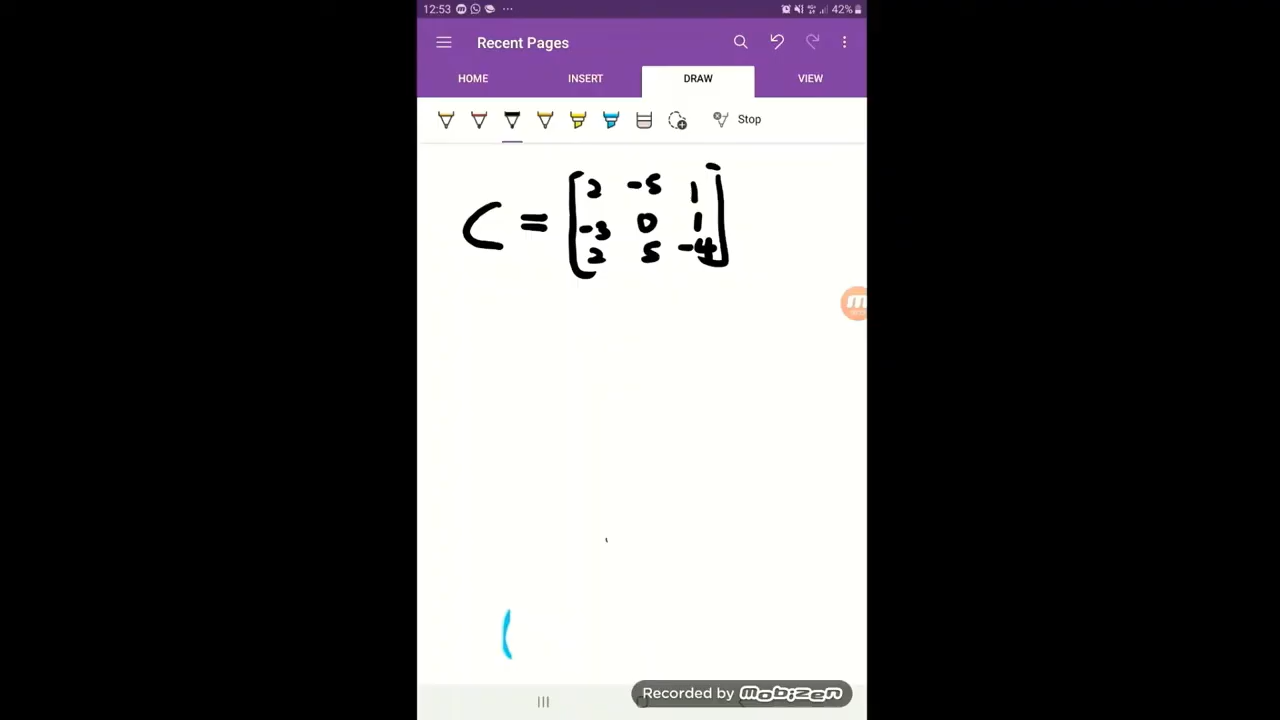 12:53 42%
Recent Pages
HOME INSERT DRAW VIEW
Stop
2 -5 1
C = -3 0 1
2 5 -4
(
Recorded by mobizen